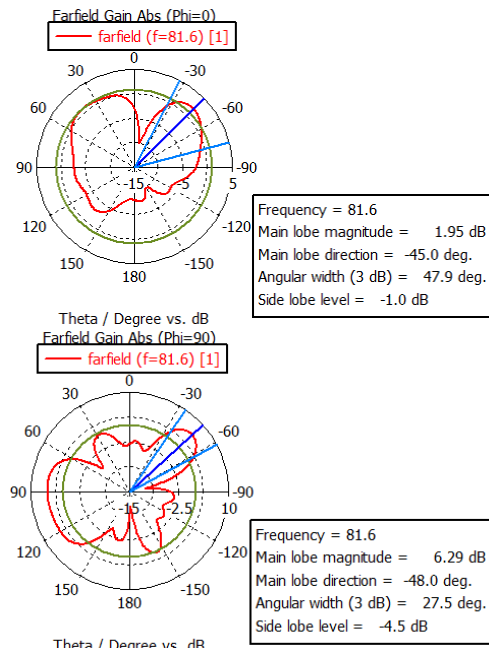 Farfield Gain Abs (Phi=0)
farfield (f=81.6) [1]
0
30 -30
60 -60
90 -15 -5 5 -90
120 -120
150 -150
180
Frequency = 81.6
Main lobe magnitude = 1.95 dB
Main lobe direction = -45.0 deg.
Angular width (3 dB) = 47.9 deg.
Side lobe level = -1.0 dB
Theta / Degree vs. dB
Farfield Gain Abs (Phi=90)
farfield (f=81.6) [1]
0
30 -30
60 -60
90 -15 -2.5 10 -90
120 -120
150 -150
180
Frequency = 81.6
Main lobe magnitude = 6.29 dB
Main lobe direction = -48.0 deg.
Angular width (3 dB) = 27.5 deg.
Side lobe level = -4.5 dB
Theta / Degree vs. dB